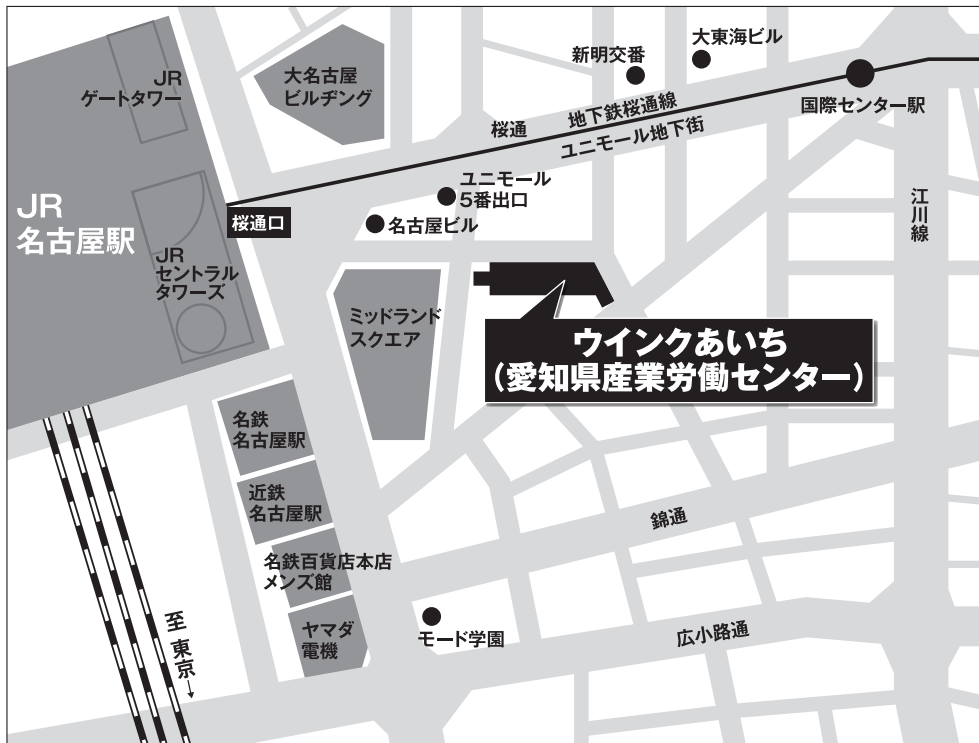 JR
ゲートタワー
大名古屋
ビルヂング
新明交番
大東海ビル
国際センター駅
桜通
地下鉄桜通線
ユニモール地下街
ユニモール
5番出口
桜通口
名古屋ビル
江川線
JR
名古屋駅
JR
セントラル
タワーズ
ミッドランド
スクエア
ウインクあいち
（愛知県産業労働センター）
名鉄
名古屋駅
近鉄
名古屋駅
名鉄百貨店本店
メンズ館
ヤマダ
電機
錦通
モード学園
広小路通
至 東京→